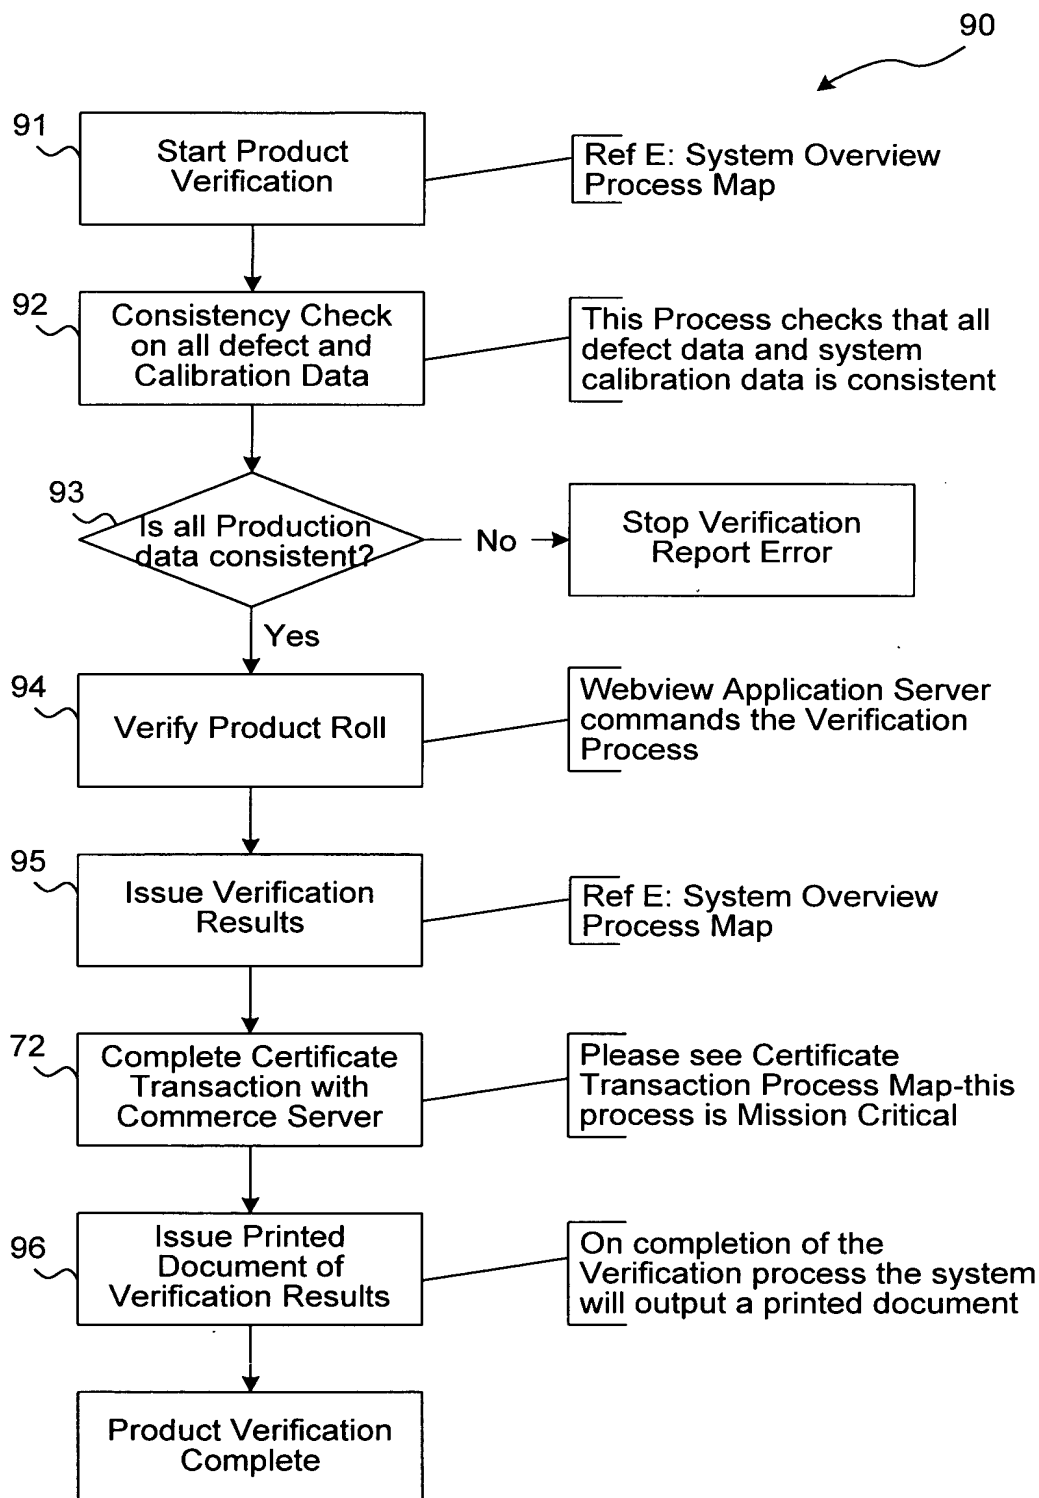 90
91
Start Product
Verification
Ref E: System Overview
Process Map
92
Consistency Check
on all defect and
Calibration Data
This Process checks that all
defect data and system
calibration data is consistent
93
Is all Production
data consistent?
No
Stop Verification
Report Error
Yes
94
Verify Product Roll
Webview Application Server
commands the Verification
Process
95
Issue Verification
Results
Ref E: System Overview
Process Map
72
Complete Certificate
Transaction with
Commerce Server
Please see Certificate
Transaction Process Map-this
process is Mission Critical
96
Issue Printed
Document of
Verification Results
On completion of the
Verification process the system
will output a printed document
Product Verification
Complete